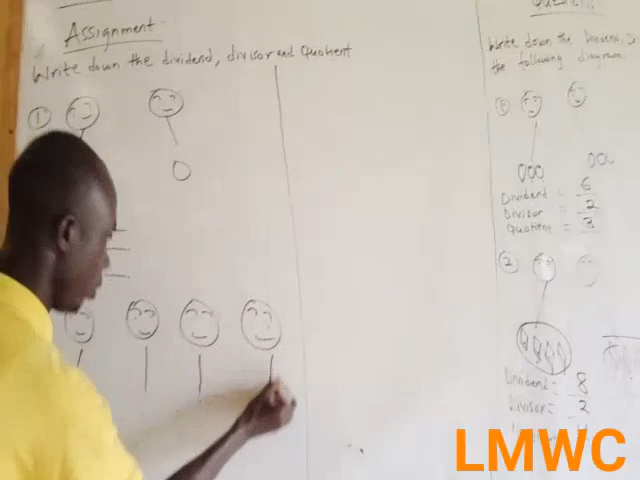 Assignment
Write down the dividend, divisor and Quotient
①
Write down the Dividend, D
the following diagram
①
Dividend = 6
Divisor = 2
Quotient = 3
②
Dividend = 8
Divisor = 2
LMWC